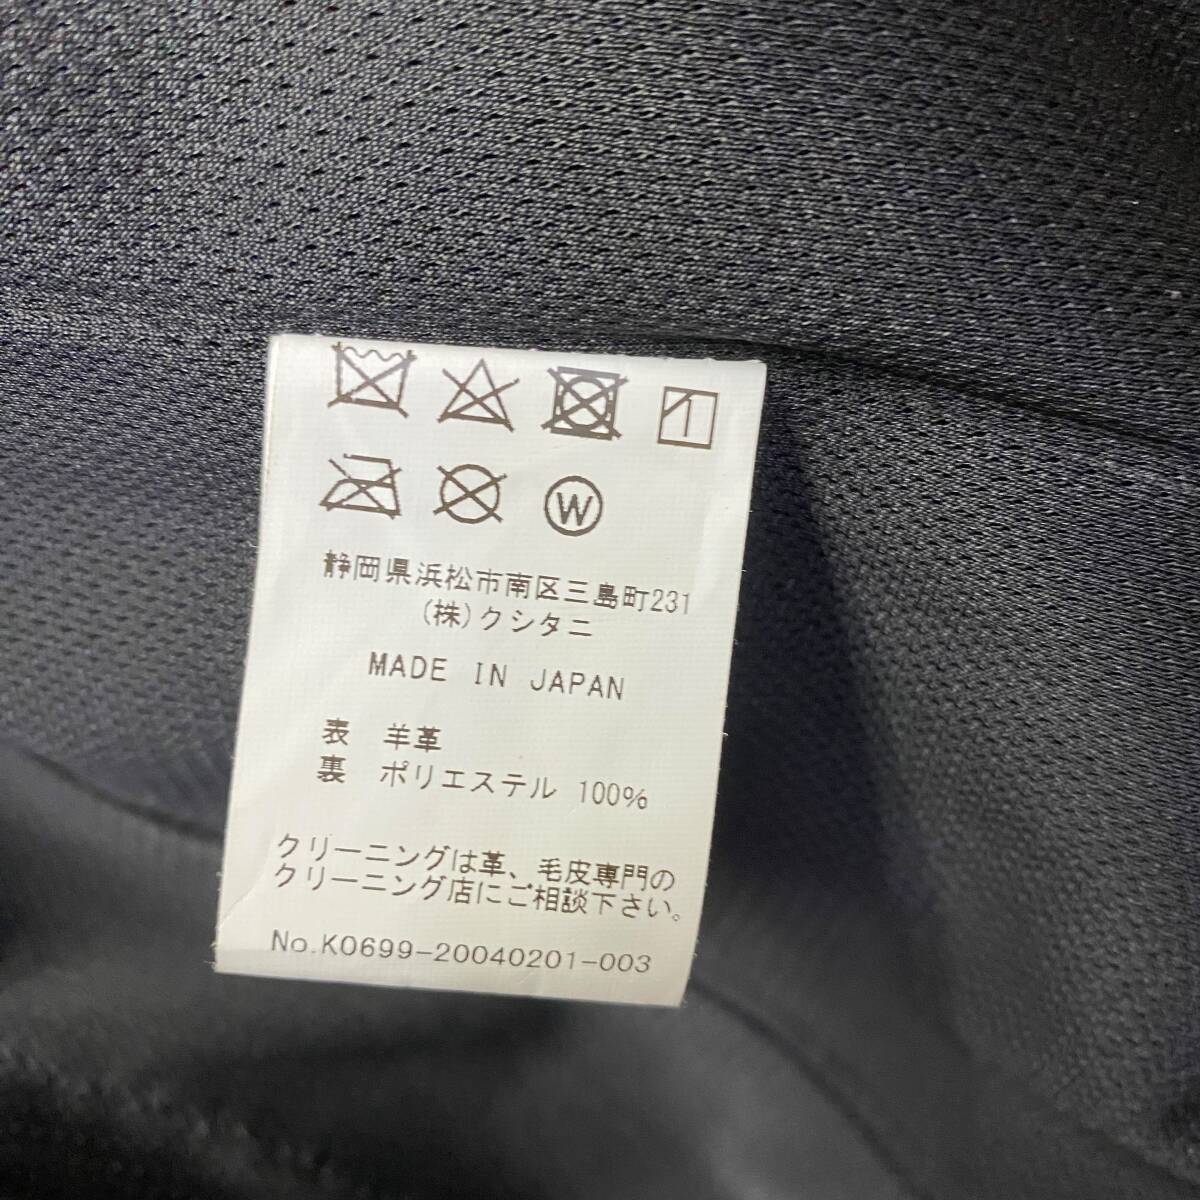 W
静岡県浜松市南区三島町231
(株)クシタニ
MADE IN JAPAN
表 羊革
裏 ポリエステル 100%
クリーニングは革、毛皮専門の
クリーニング店にご相談下さい。
No.K0699-20040201-003